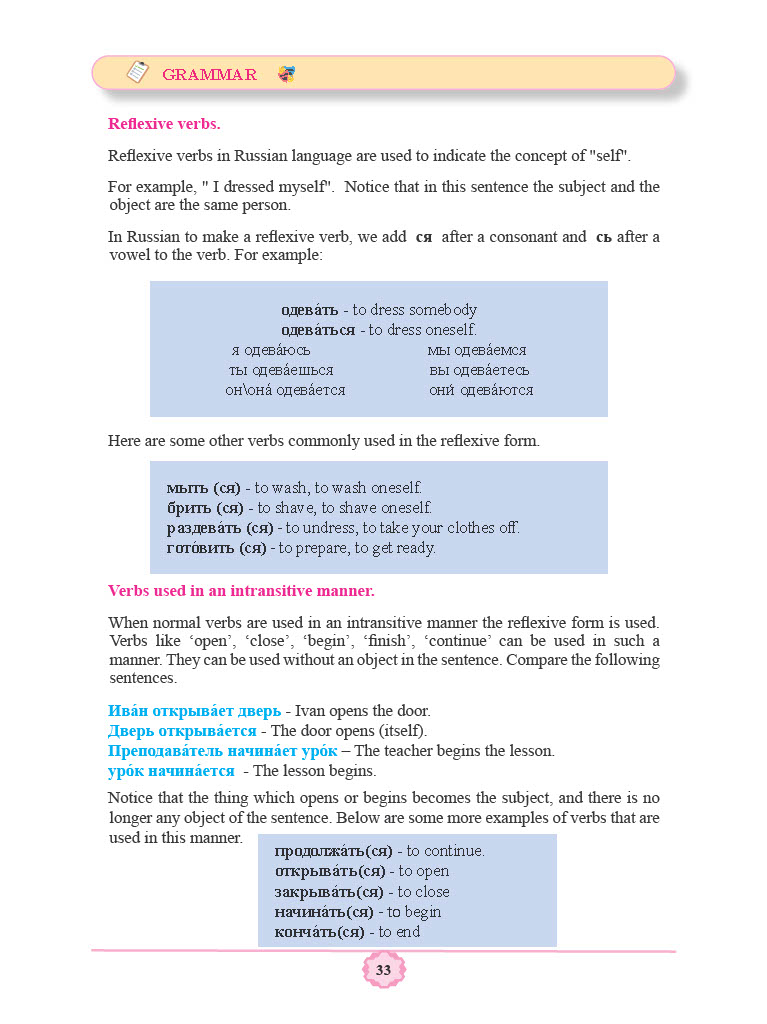 GRAMMAR
Reflexive verbs.
Reflexive verbs in Russian language are used to indicate the concept of "self".
For example, " I dressed myself".  Notice that in this sentence the subject and the
object are the same person.
In Russian to make a reflexive verb, we add  ся  after a consonant and  сь after a
vowel to the verb. For example:
одева́ть - to dress somebody
одева́ться - to dress oneself.
я одева́юсь    мы одева́емся
ты одева́ешься    вы одева́етесь
он\она́ одева́ется    они́ одева́ются
Here are some other verbs commonly used in the reflexive form.
мыть (ся) - to wash, to wash oneself.
брить (ся) - to shave, to shave oneself.
раздева́ть (ся) - to undress, to take your clothes off.
гото́вить (ся) - to prepare, to get ready.
Verbs used in an intransitive manner.
When normal verbs are used in an intransitive manner the reflexive form is used.
Verbs like ‘open’, ‘close’, ‘begin’, ‘finish’, ‘continue’ can be used in such a
manner. They can be used without an object in the sentence. Compare the following
sentences.
Ива́н открыва́ет дверь - Ivan opens the door.
Дверь открыва́ется - The door opens (itself).
Преподава́тель начина́ет уро́к – The teacher begins the lesson.
уро́к начина́ется  - The lesson begins.
Notice that the thing which opens or begins becomes the subject, and there is no
longer any object of the sentence. Below are some more examples of verbs that are
used in this manner.
продолжа́ть(ся) - to continue.
открыва́ть(ся) - to open
закрыва́ть(ся) - to close
начина́ть(ся) - to begin
конча́ть(ся) - to end
33